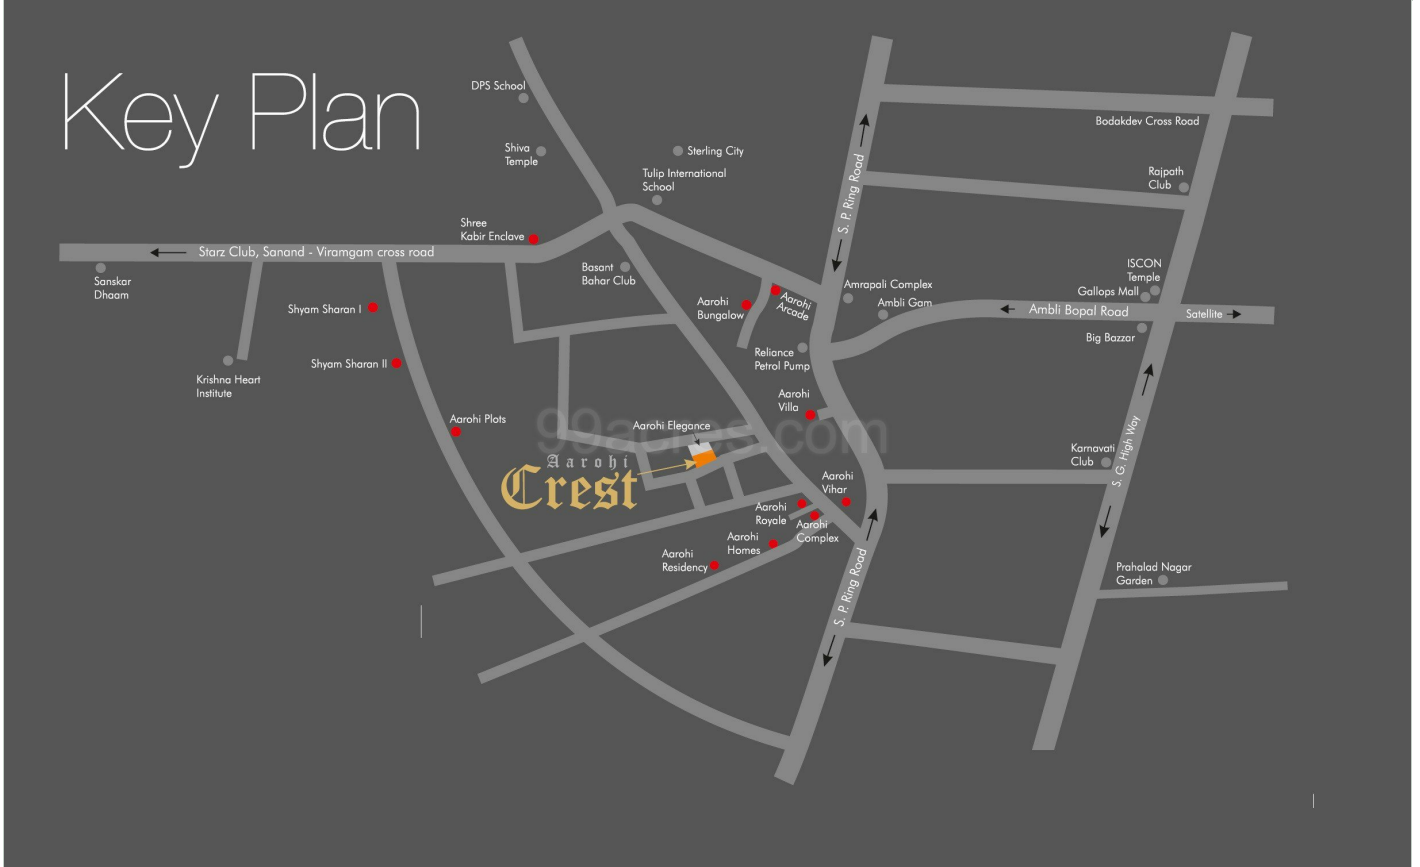 Key Plan
DPS School
Bodakdev Cross Road
Shiva
Temple
Sterling City
Tulip International
School
Rajpath
Club
S. P. Ring Road
Shree
Kabir Enclave
Starz Club, Sanand - Viramgam cross road
Sanskar
Dhaam
Basant
Bahar Club
ISCON
Temple
Gallops Mall
Amrapali Complex
Ambli Gam
Aarohi
Bungalow
Aarohi
Arcade
Ambli Bopal Road
Satellite
Shyam Sharan I
Big Bazzar
Reliance
Petrol Pump
Shyam Sharan II
Krishna Heart
Institute
Aarohi
Villa
Aarohi Plots
Aarohi Elegance
99acres.com
Aarohi
Crest
Karnavati
Club
S. G. High Way
Aarohi
Vihar
Aarohi
Royale
Aarohi
Complex
Aarohi
Homes
Aarohi
Residency
S. P. Ring Road
Prahalad Nagar
Garden